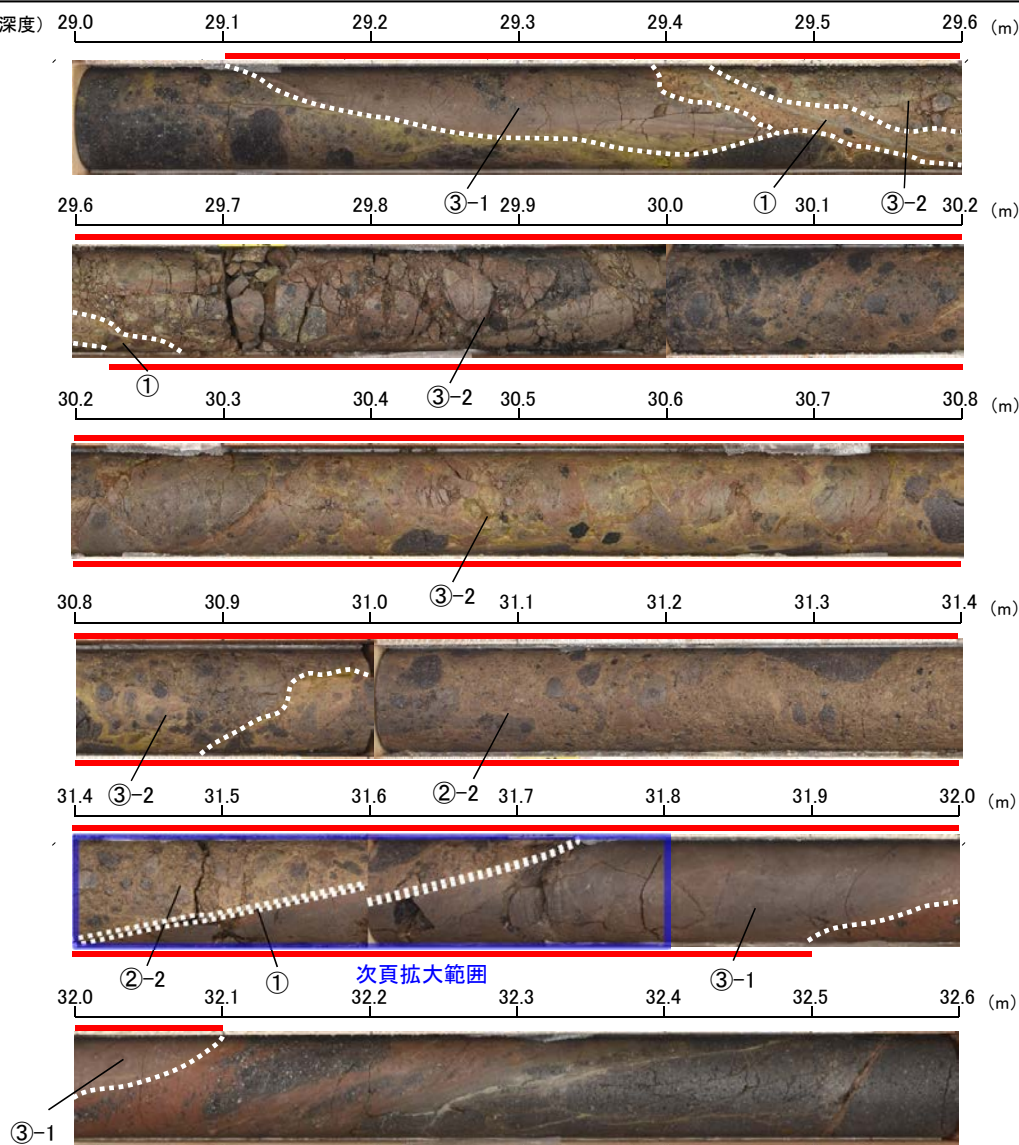 深度) 29.0 29.1 29.2 29.3 29.4 29.5 29.6 (m)
③-1 ① ③-2
29.6 29.7 29.8 29.9 30.0 30.1 30.2 (m)
① ③-2
30.2 30.3 30.4 30.5 30.6 30.7 30.8 (m)
③-2
30.8 30.9 31.0 31.1 31.2 31.3 31.4 (m)
③-2 ②-2
31.4 31.5 31.6 31.7 31.8 31.9 32.0 (m)
②-2 ① 次頁拡大範囲 ③-1
32.0 32.1 32.2 32.3 32.4 32.5 32.6 (m)
③-1